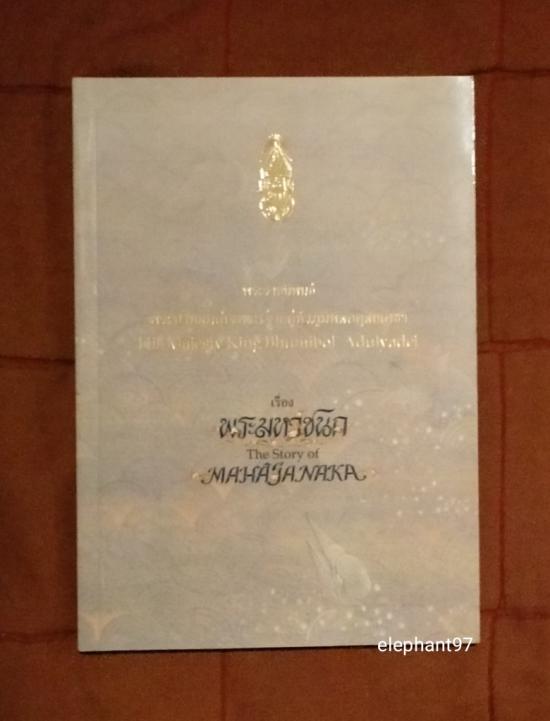 พระราชนิพนธ์
พระบาทสมเด็จพระปรมินทรมหาภูมิพลอดุลยเดช
His Majesty King Bhumibol Adulyadej
เรื่อง
พระมหาชนก
The Story of
MAHĀJANAKA
elephant97